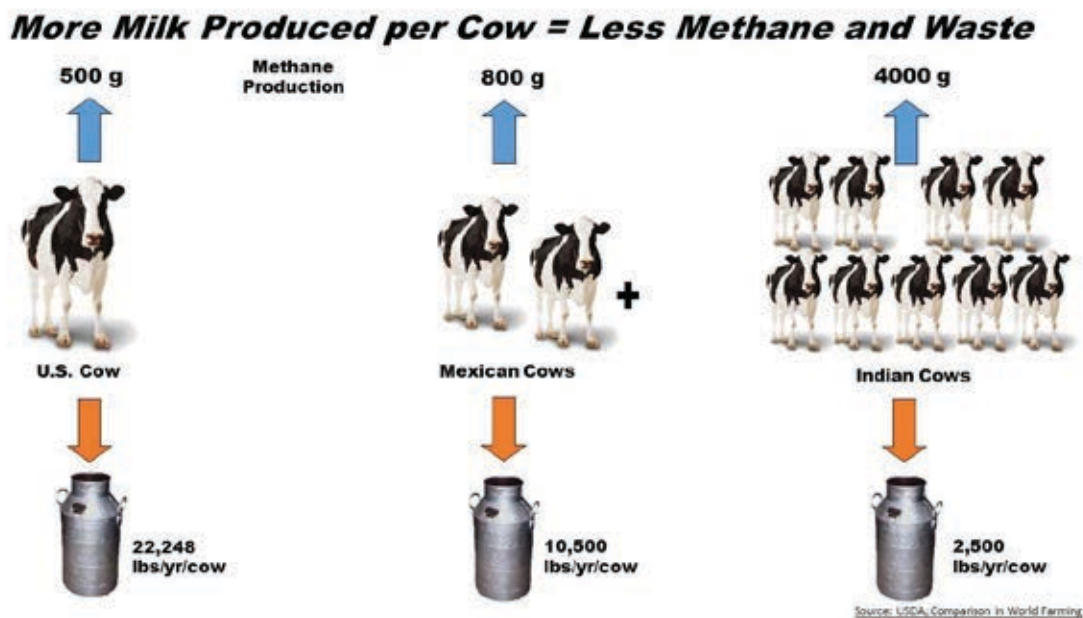 More Milk Produced per Cow = Less Methane and Waste
500 g
Methane
Production
800 g
4000 g
+
U.S. Cow
Mexican Cows
Indian Cows
22,248
lbs/yr/cow
10,500
lbs/yr/cow
2,500
lbs/yr/cow
Source: USDA, Comparison in World Farming